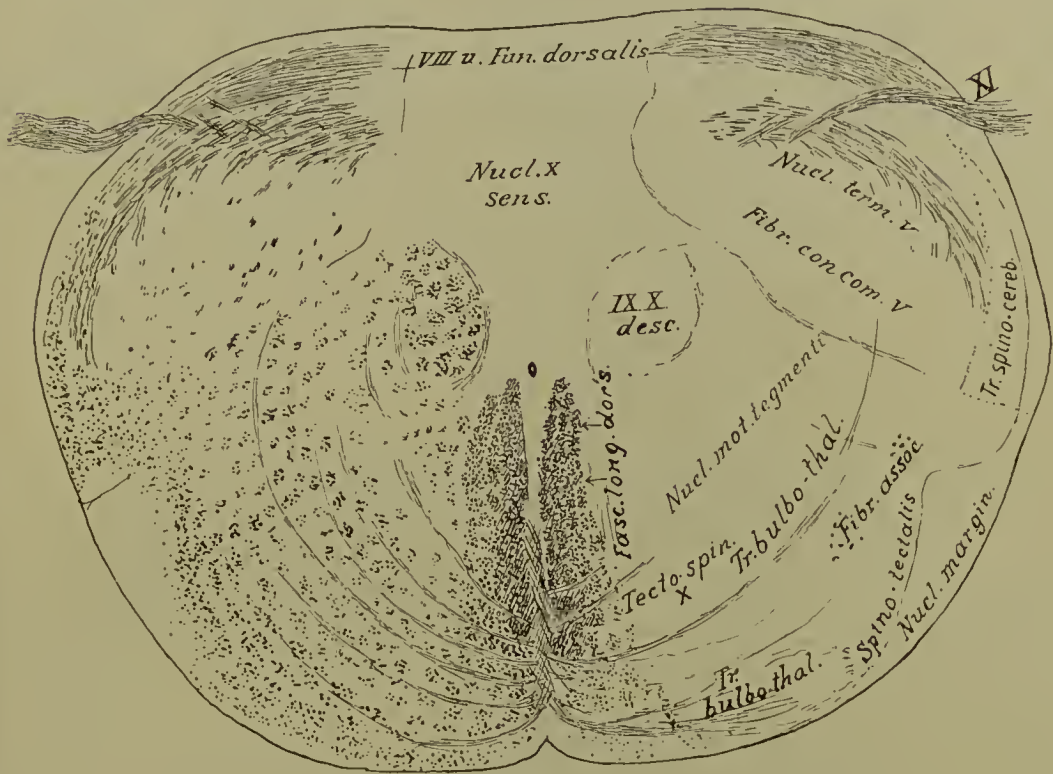 VIII u. Fun. dorsalis
XI
Nucl. X
sens.
Nucl. term. V
Fibr. con com. V
IX X
desc.
Tr. spino. cereb.
Fasc. long. dors.
Nucl. mot. tegmenti
Tr. bulbo-thal.
Fibr. assoc.
Tecto. spin.
X
Spino. tectalis
Nucl. margin.
Tr.
bulbo thal.